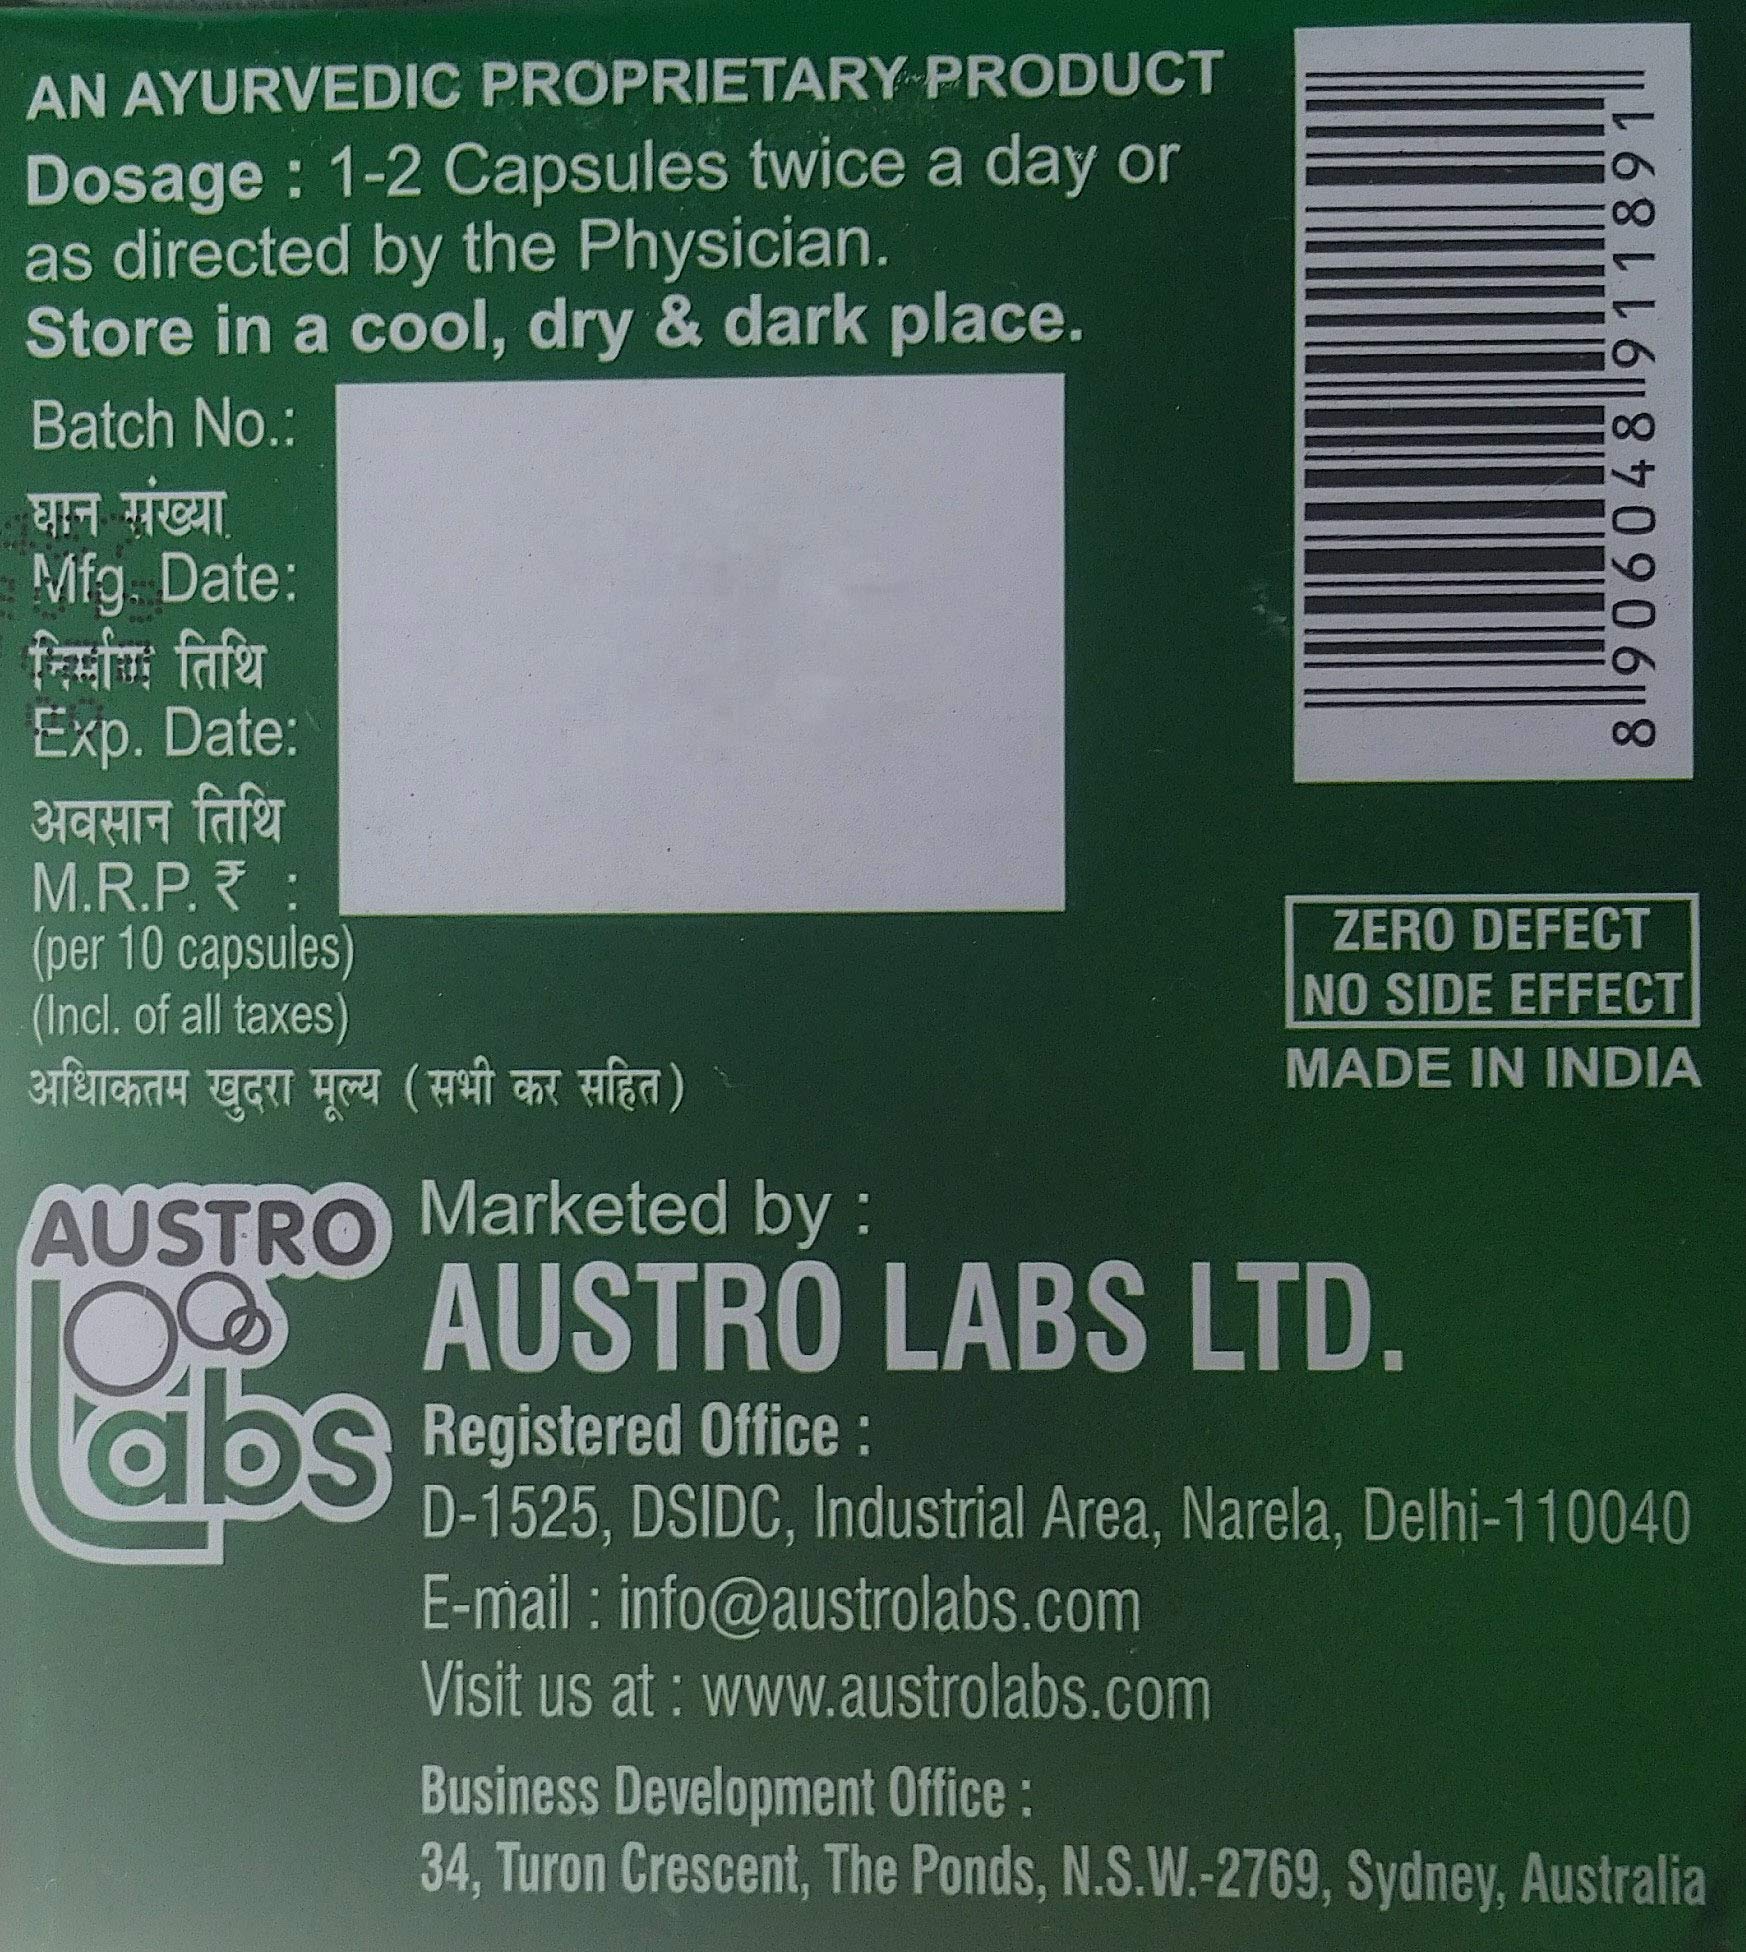 AN AYURVEDIC PROPRIETARY PRODUCT
Dosage : 1-2 Capsules twice a day or
as directed by the Physician.
Store in a cool, dry & dark place.
Batch No.:
घान संख्या
Mfg. Date:
निर्माण तिथि
Exp. Date:
अवसान तिथि
M.R.P. ₹ :
(per 10 capsules)
(Incl. of all taxes)
अधिाकतम खुदरा मूल्य (सभी कर सहित)
8 906048 911891
ZERO DEFECT
NO SIDE EFFECT
MADE IN INDIA
AUSTRO
Labs
Marketed by :
AUSTRO LABS LTD.
Registered Office :
D-1525, DSIDC, Industrial Area, Narela, Delhi-110040
E-mail : info@austrolabs.com
Visit us at : www.austrolabs.com
Business Development Office :
34, Turon Crescent, The Ponds, N.S.W.-2769, Sydney, Australia